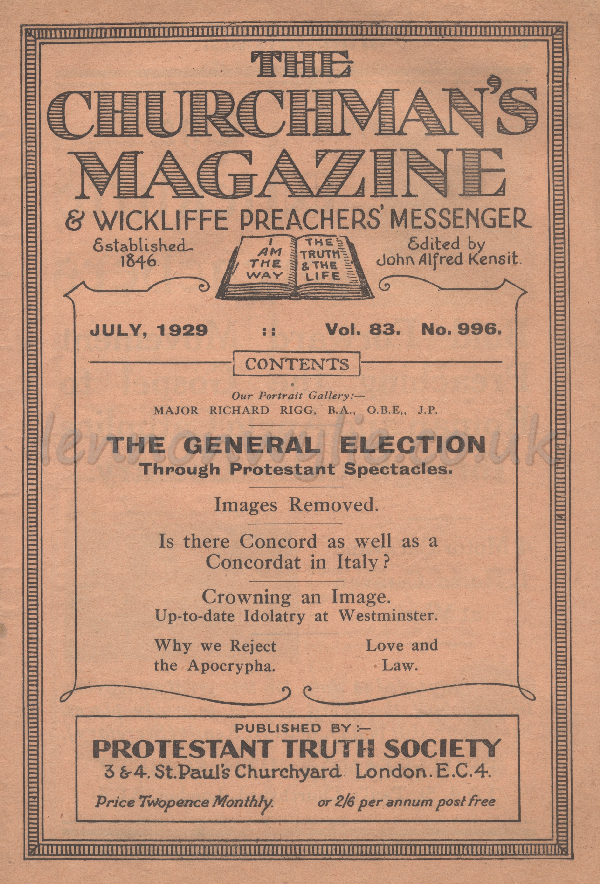 THE
CHURCHMAN'S
MAGAZINE
& WICKLIFFE PREACHERS' MESSENGER
Established
1846.
I
AM
THE
WAY
THE
TRUTH
& THE
LIFE
Edited by
John Alfred Kensit.
JULY, 1929 :: Vol. 83. No. 996.
CONTENTS
Our Portrait Gallery:—
MAJOR RICHARD RIGG, B.A., O.B.E., J.P.
THE GENERAL ELECTION
Through Protestant Spectacles.
Images Removed.
Is there Concord as well as a
Concordat in Italy?
Crowning an Image.
Up-to-date Idolatry at Westminster.
Why we Reject
the Apocrypha.
Love and
Law.
PUBLISHED BY:—
PROTESTANT TRUTH SOCIETY
3 & 4. St. Paul's Churchyard London. E.C.4.
Price Twopence Monthly. or 2/6 per annum post free
lennonwylie.co.uk